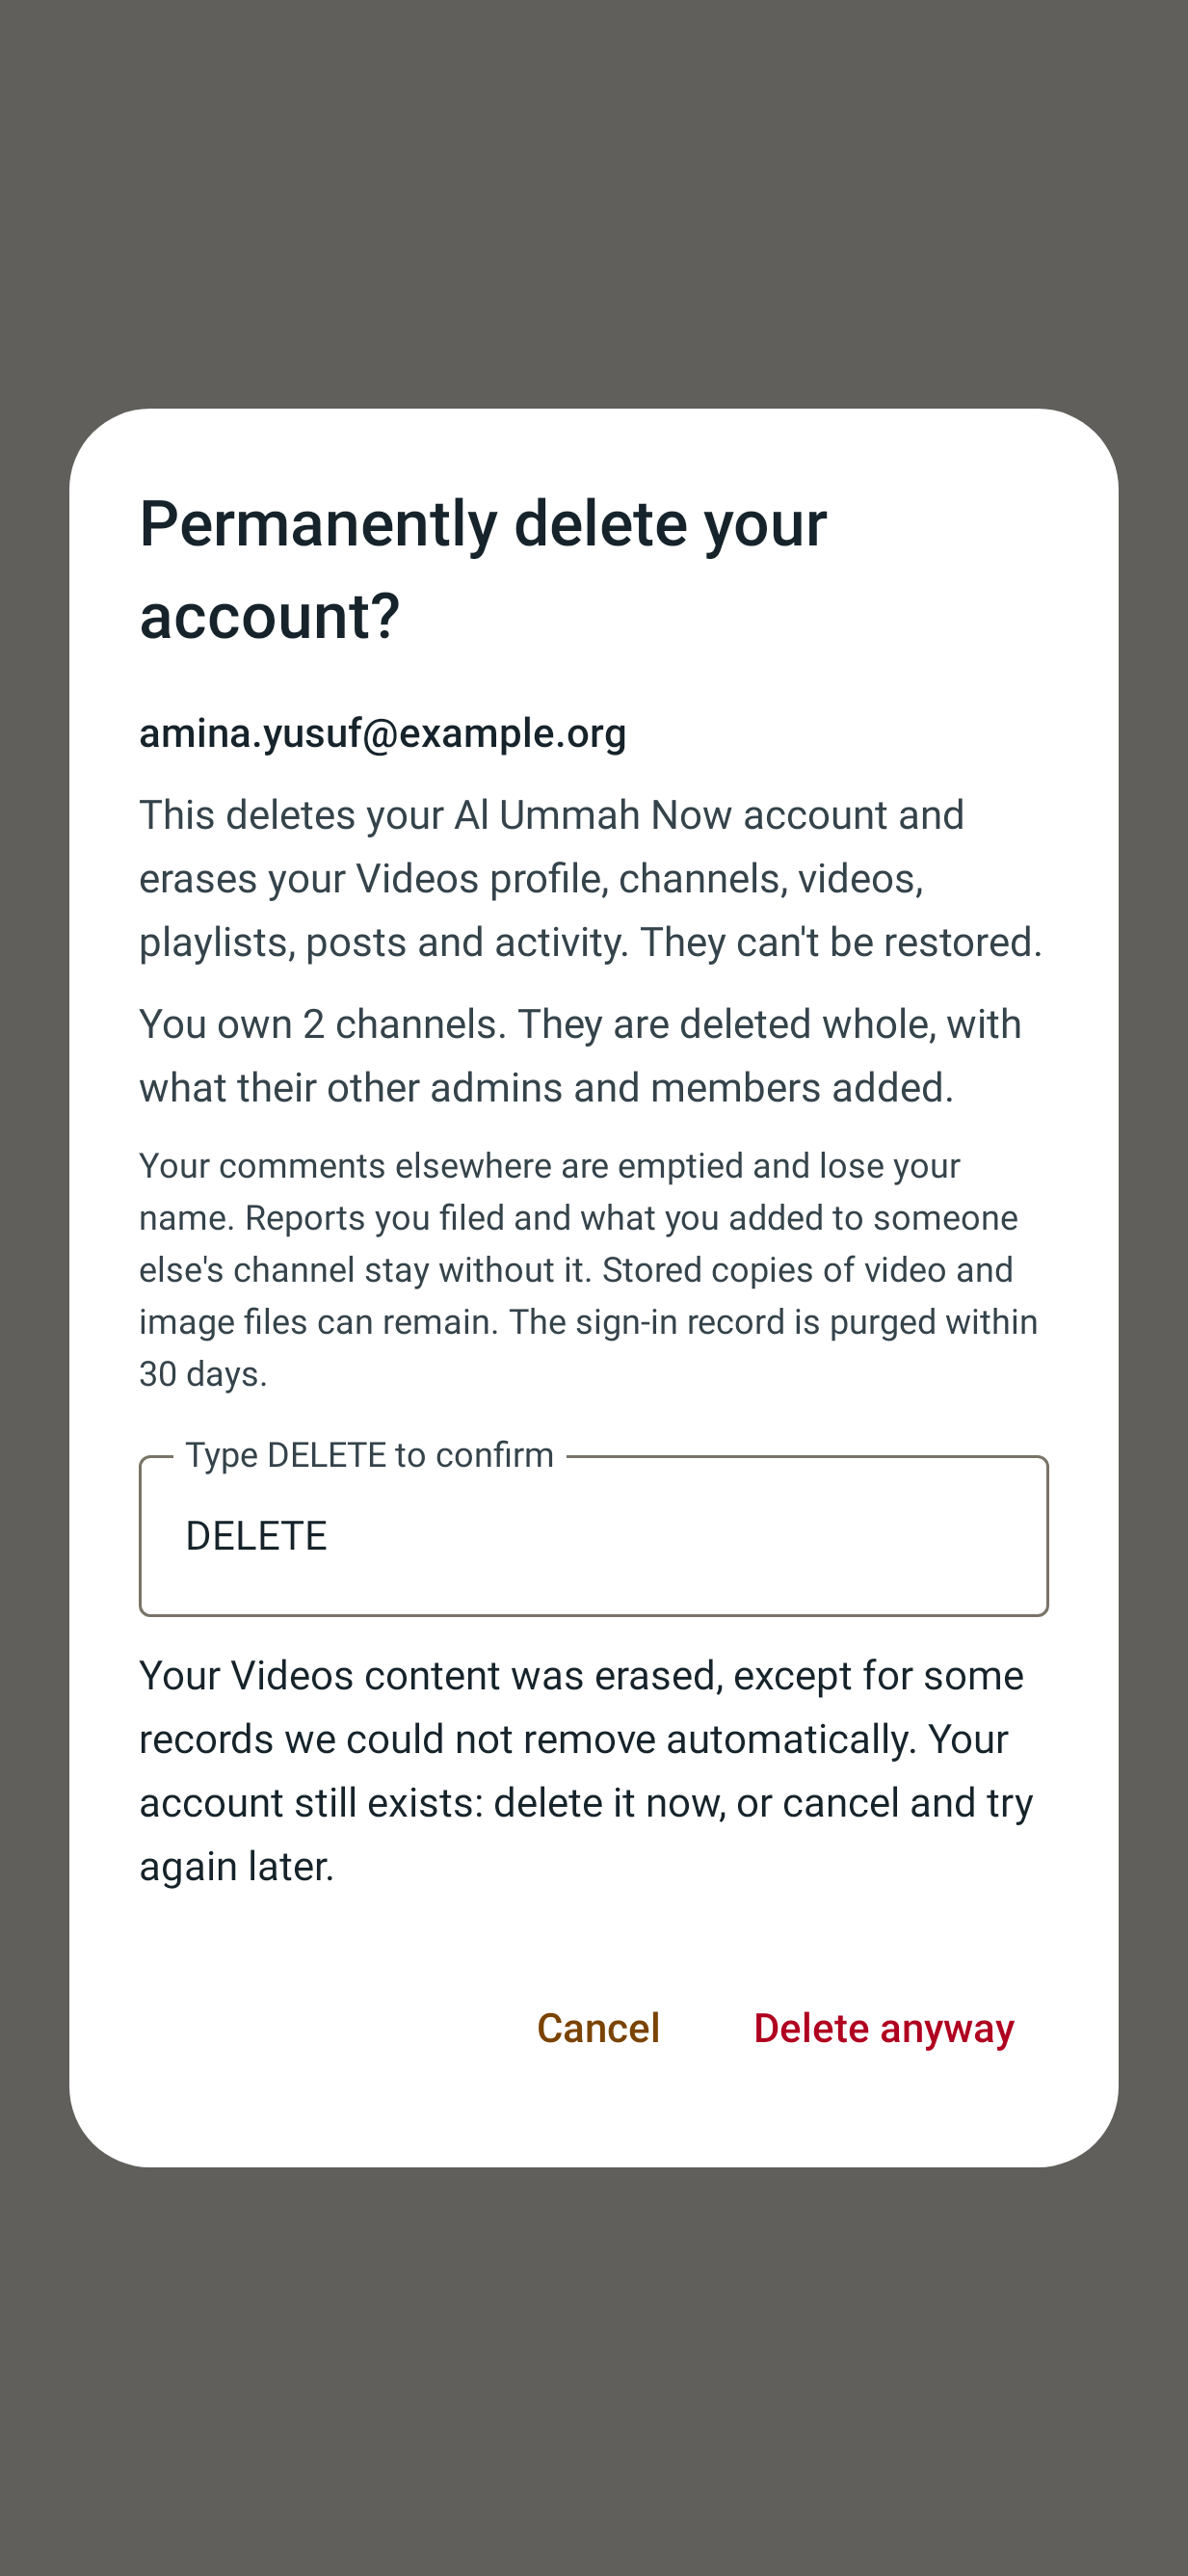 Permanently delete your
account?
amina.yusuf@example.org
This deletes your Al Ummah Now account and
erases your Videos profile, channels, videos,
playlists, posts and activity. They can't be restored.
You own 2 channels. They are deleted whole, with
what their other admins and members added.
Your comments elsewhere are emptied and lose your
name. Reports you filed and what you added to someone
else's channel stay without it. Stored copies of video and
image files can remain. The sign-in record is purged within
30 days.
Type DELETE to confirm
DELETE
Your Videos content was erased, except for some
records we could not remove automatically. Your
account still exists: delete it now, or cancel and try
again later.
Cancel Delete anyway